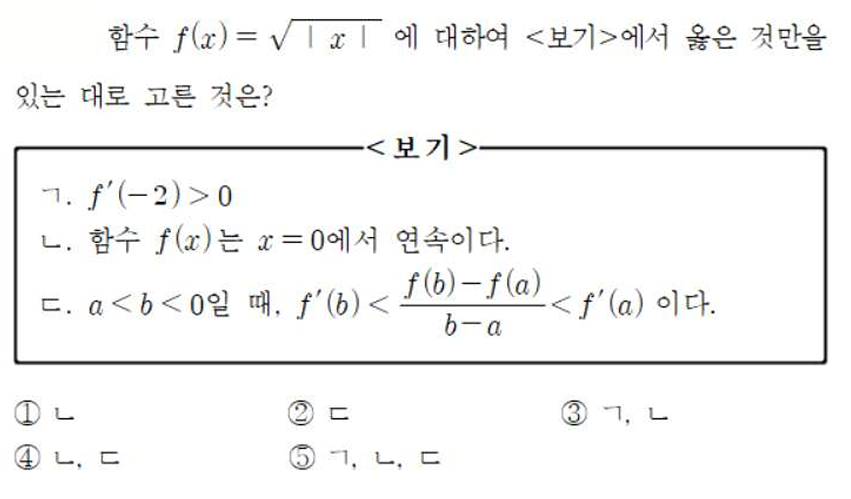 함수 f(x) = √|x| 에 대하여 <보기>에서 옳은 것만을
있는 대로 고른 것은?
<보기>
ㄱ. f′(−2) > 0
ㄴ. 함수 f(x)는 x = 0에서 연속이다.
ㄷ. a < b < 0일 때, f′(b) < (f(b) − f(a))/(b − a) < f′(a) 이다.
① ㄴ ② ㄷ ③ ㄱ, ㄴ
④ ㄴ, ㄷ ⑤ ㄱ, ㄴ, ㄷ